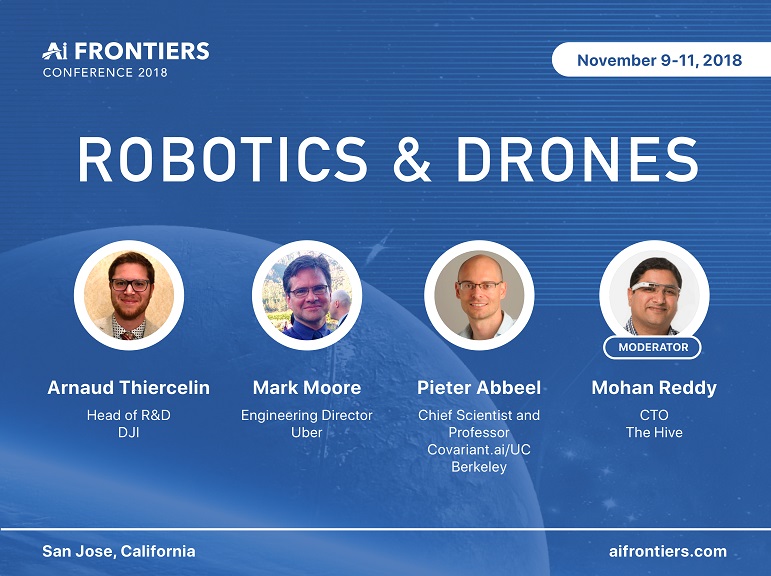 Ai FRONTIERS
CONFERENCE 2018
November 9-11, 2018
ROBOTICS & DRONES
Arnaud Thiercelin
Head of R&D
DJI
Mark Moore
Engineering Director
Uber
Pieter Abbeel
Chief Scientist and
Professor
Covariant.ai/UC
Berkeley
MODERATOR
Mohan Reddy
CTO
The Hive
San Jose, California
aifrontiers.com